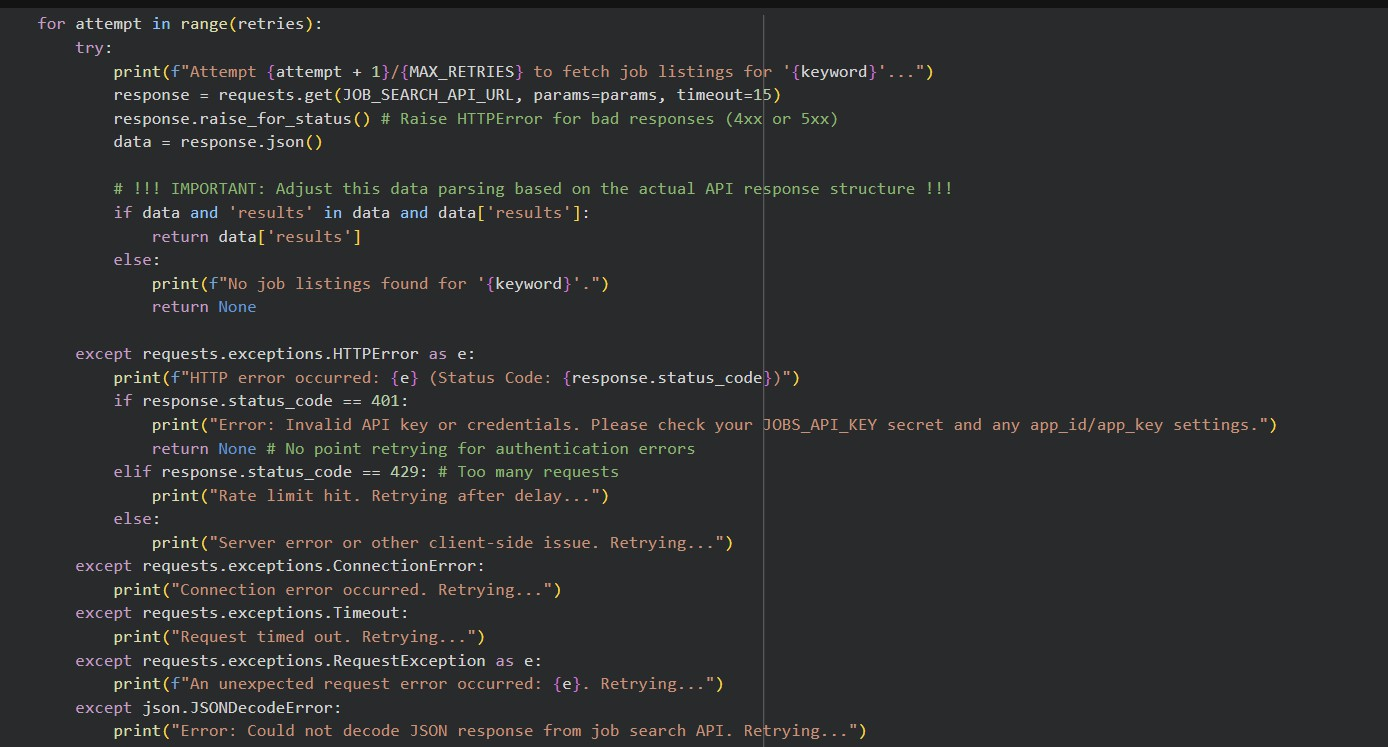 for attempt in range(retries):
    try:
        print(f"Attempt {attempt + 1}/{MAX_RETRIES} to fetch job listings for '{keyword}'...")
        response = requests.get(JOB_SEARCH_API_URL, params=params, timeout=15)
        response.raise_for_status() # Raise HTTPError for bad responses (4xx or 5xx)
        data = response.json()

        # !!! IMPORTANT: Adjust this data parsing based on the actual API response structure !!!
        if data and 'results' in data and data['results']:
            return data['results']
        else:
            print(f"No job listings found for '{keyword}'.")
            return None

    except requests.exceptions.HTTPError as e:
        print(f"HTTP error occurred: {e} (Status Code: {response.status_code})")
        if response.status_code == 401:
            print("Error: Invalid API key or credentials. Please check your JOBS_API_KEY secret and any app_id/app_key settings.")
            return None # No point retrying for authentication errors
        elif response.status_code == 429: # Too many requests
            print("Rate limit hit. Retrying after delay...")
        else:
            print("Server error or other client-side issue. Retrying...")
    except requests.exceptions.ConnectionError:
        print("Connection error occurred. Retrying...")
    except requests.exceptions.Timeout:
        print("Request timed out. Retrying...")
    except requests.exceptions.RequestException as e:
        print(f"An unexpected request error occurred: {e}. Retrying...")
    except json.JSONDecodeError:
        print("Error: Could not decode JSON response from job search API. Retrying...")